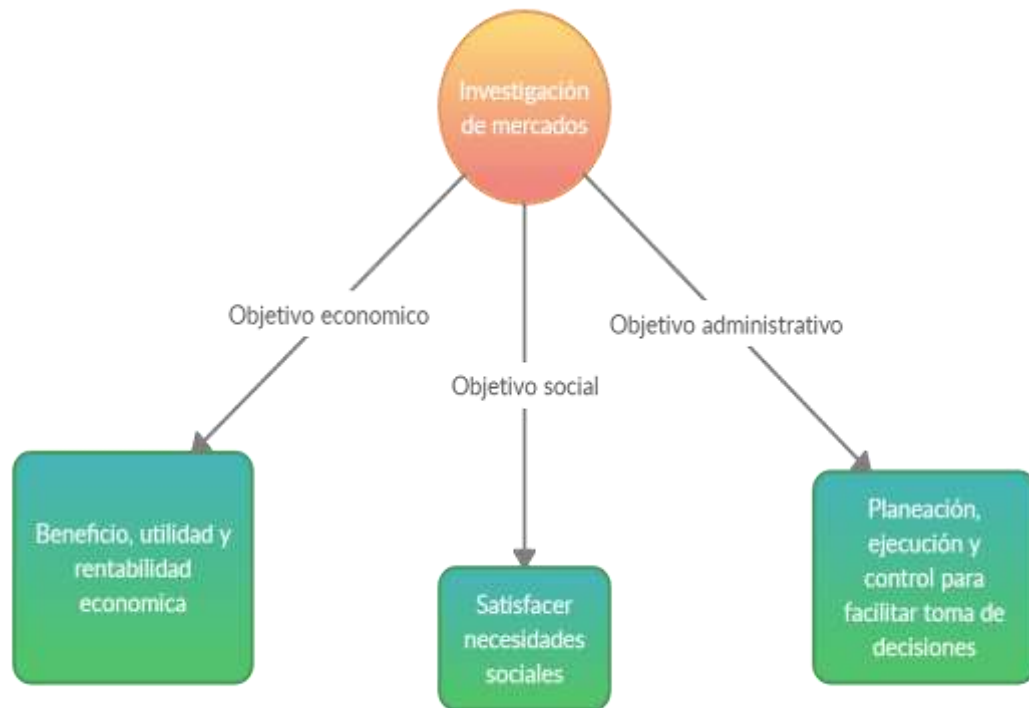 Investigación
de mercados
Objetivo economico
Objetivo administrativo
Objetivo social
Beneficio, utilidad y
rentabilidad
economica
Satisfacer
necesidades
sociales
Planeación,
ejecución y
control para
facilitar toma de
decisiones